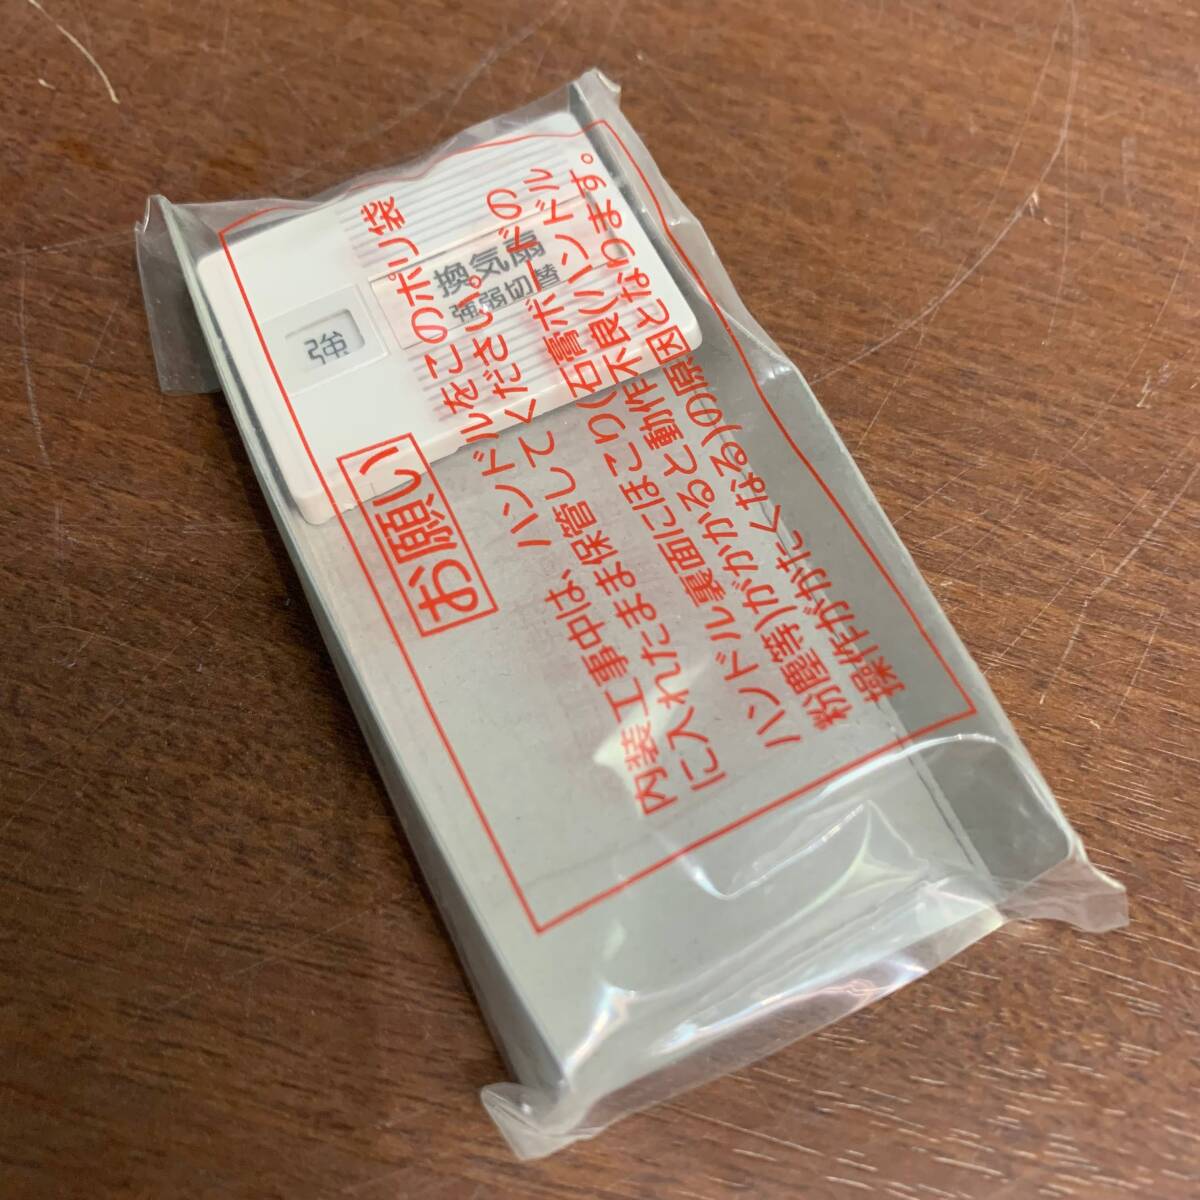 お願い
内装工事中は、ハンドルをこのポリ袋
に入れたまま保管してください。
ハンドル裏面にほこり(石膏ボードの
粉塵等)がかかると動作不良(ハンドル
操作がかたくなる)の原因となります。
強
換気扇
強弱切替